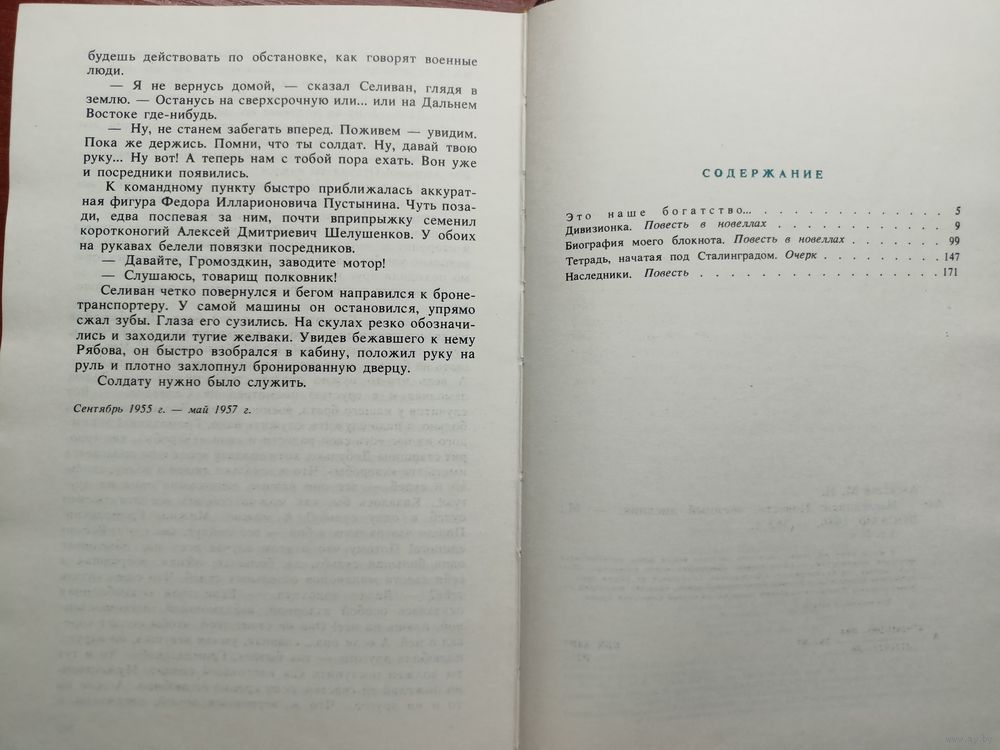 будешь действовать по обстановке, как говорят военные
люди.
— Я не вернусь домой, — сказал Селиван, глядя в
землю. — Останусь на сверхсрочную или... или на Дальнем
Востоке где-нибудь.
— Ну, не станем забегать вперед. Поживем — увидим.
Пока же держись. Помни, что ты солдат. Ну, давай твою
руку... Ну вот! А теперь нам с тобой пора ехать. Вон уже
и посредники появились.
К командному пункту быстро приближалась аккурат-
ная фигура Федора Илларионовича Пустынина. Чуть поза-
ди, едва поспевая за ним, почти вприпрыжку семенил
коротконогий Алексей Дмитриевич Шелушенков. У обоих
на рукавах белели повязки посредников.
— Давайте, Громоздкин, заводите мотор!
— Слушаюсь, товарищ полковник!
Селиван четко повернулся и бегом направился к броне-
транспортеру. У самой машины он остановился, упрямо
сжал зубы. Глаза его сузились. На скулах резко обозначи-
лись и заходили тугие желваки. Увидев бежавшего к нему
Рябова, он быстро взобрался в кабину, положил руку на
руль и плотно захлопнул бронированную дверцу.
Солдату нужно было служить.
Сентябрь 1955 г. — май 1957 г.
СОДЕРЖАНИЕ
Это наше богатство... . . . . . . . . . . . . . . 5
Дивизионка. Повесть в новеллах . . . . . . . . . . . . 9
Биография моего блокнота. Повесть в новеллах . . . . . . . 99
Тетрадь, начатая под Сталинградом. Очерк . . . . . . . . 147
Наследники. Повесть . . . . . . . . . . . . . . . . 171
www.ay.by